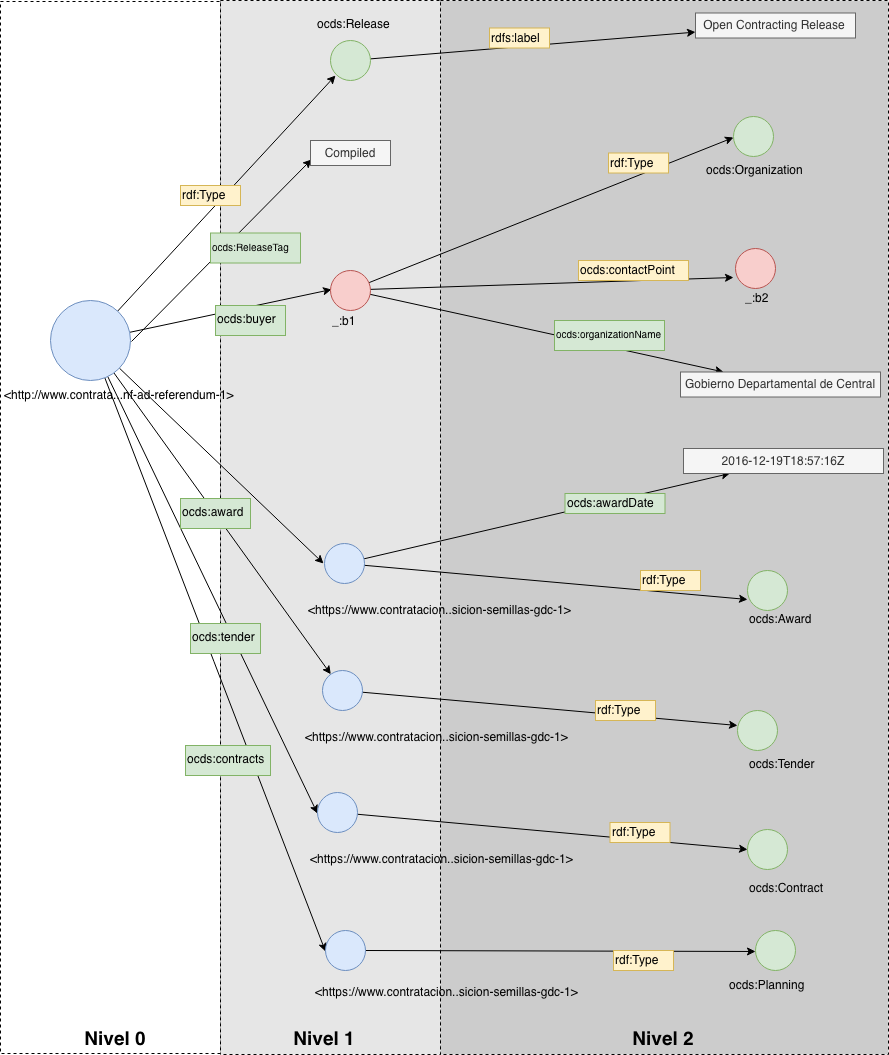 ocds:Release
rdfs:label
Open Contracting Release
Compiled
rdf:Type
ocds:Organization
rdf:Type
ocds:ReleaseTag
ocds:contactPoint
_:b2
ocds:buyer
_:b1
ocds:organizationName
Gobierno Departamental de Central
<http://www.contrata...nf-ad-referendum-1>
2016-12-19T18:57:16Z
ocds:awardDate
ocds:award
rdf:Type
ocds:Award
<https://www.contratacion..sicion-semillas-gdc-1>
ocds:tender
rdf:Type
<https://www.contratacion..sicion-semillas-gdc-1>
ocds:Tender
ocds:contracts
rdf:Type
<https://www.contratacion..sicion-semillas-gdc-1>
ocds:Contract
rdf:Type
ocds:Planning
<https://www.contratacion..sicion-semillas-gdc-1>
Nivel 0
Nivel 1
Nivel 2